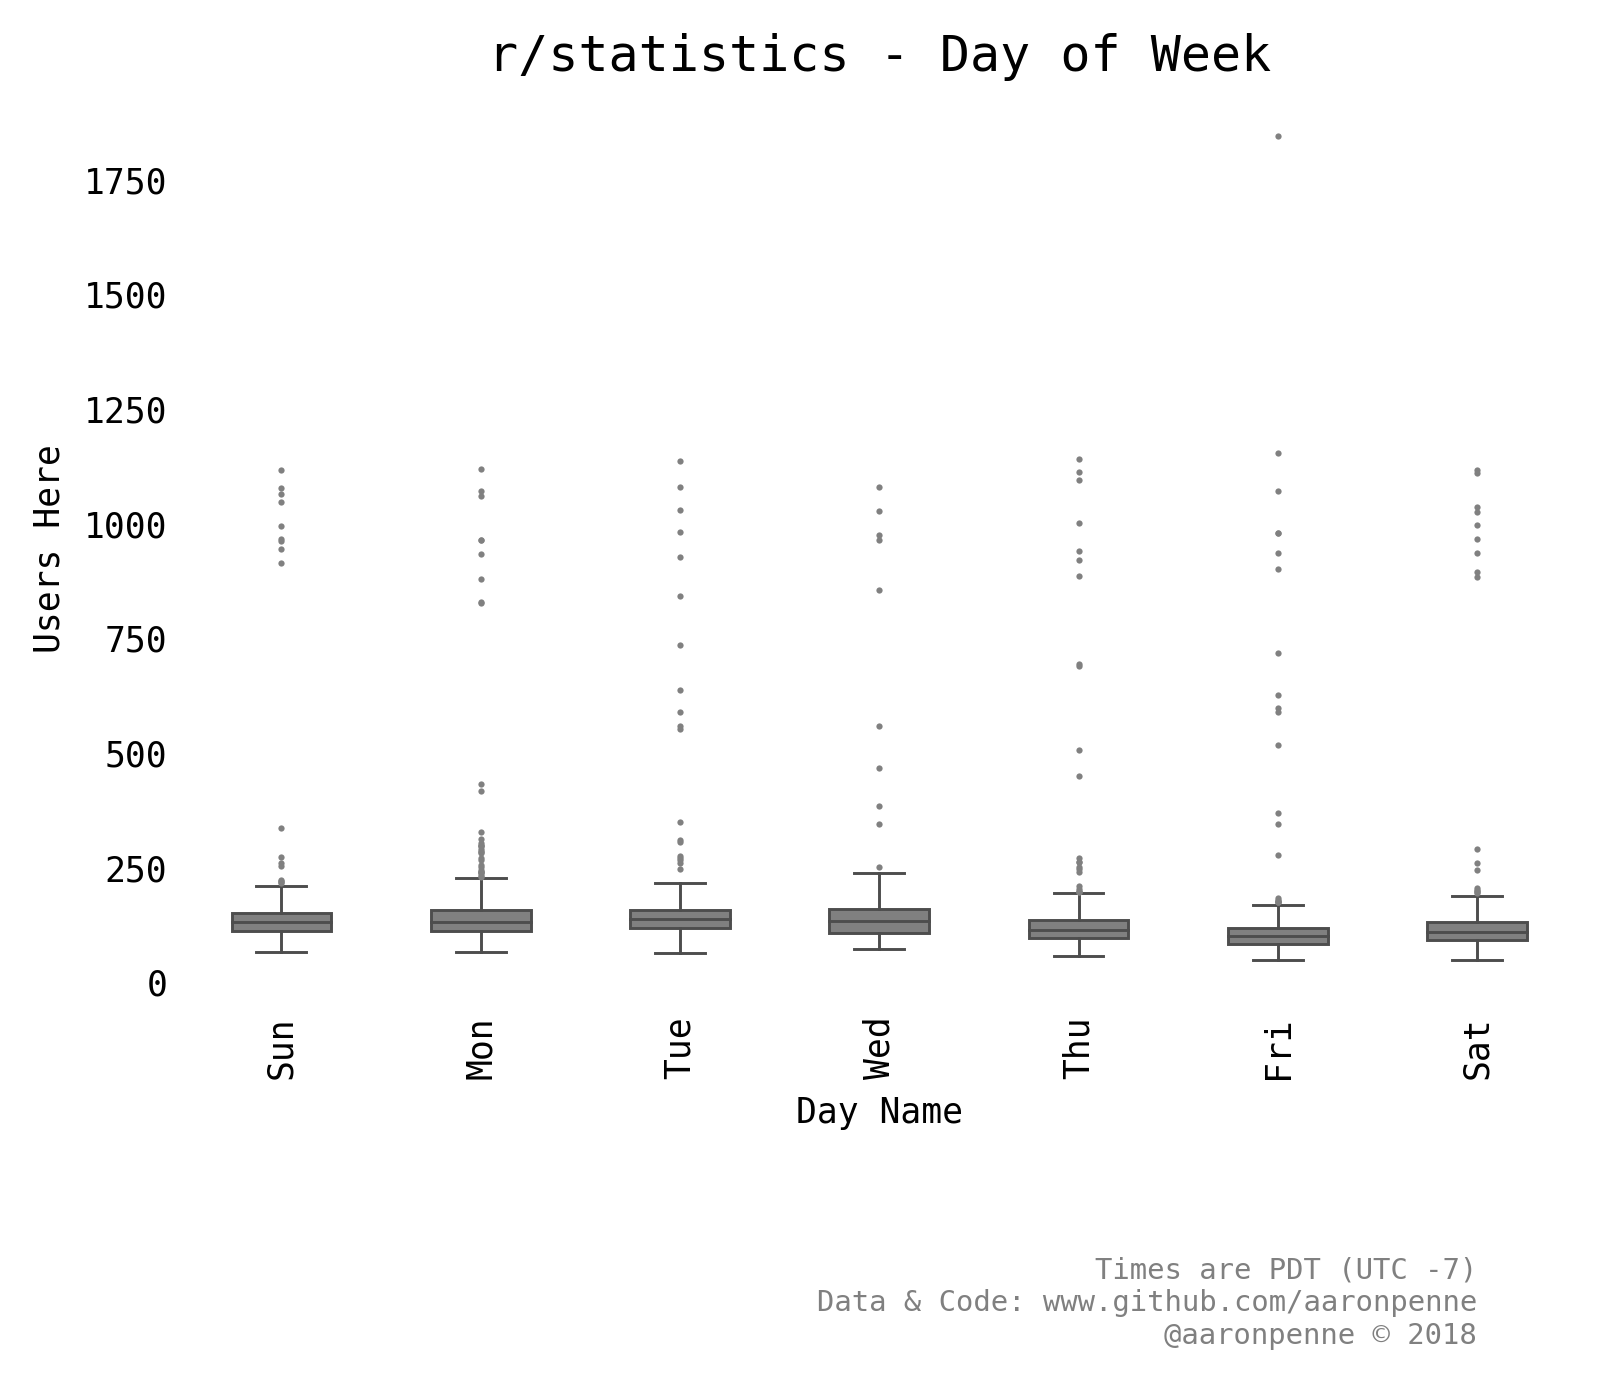 r/statistics - Day of Week
1750
1500
1250
1000
750
500
250
0
Users Here
Sun
Mon
Tue
Wed
Thu
Fri
Sat
Day Name
Times are PDT (UTC -7)
Data & Code: www.github.com/aaronpenne
@aaronpenne © 2018